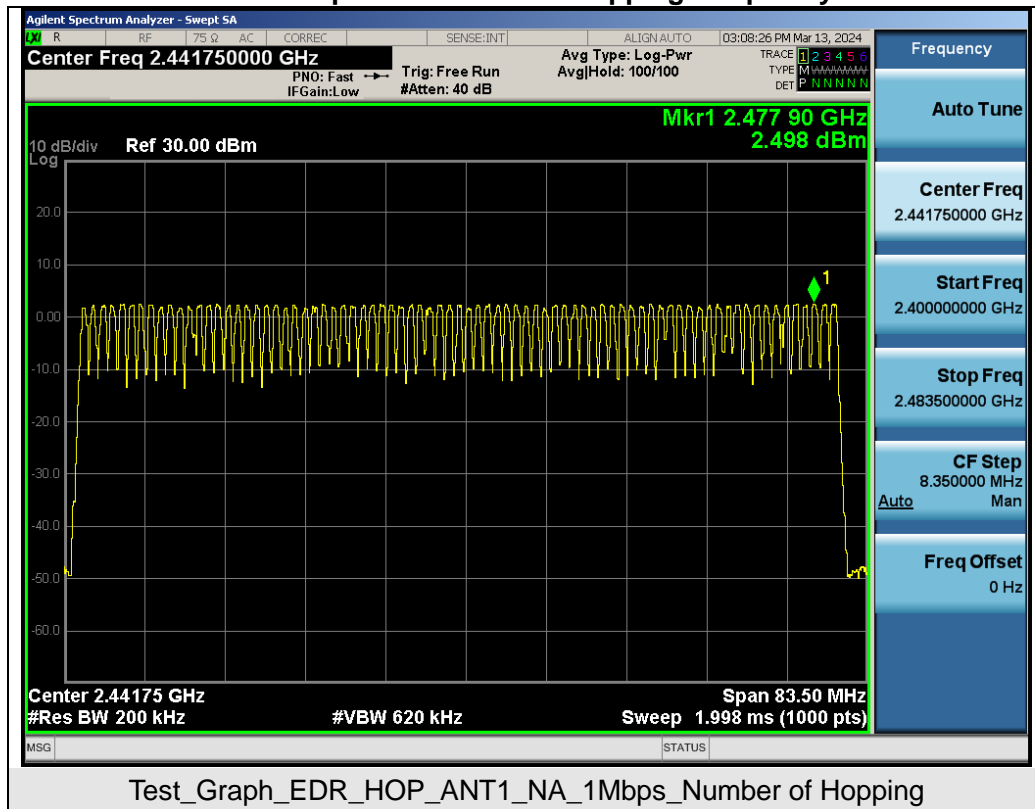 Agilent Spectrum Analyzer - Swept SA
LXI R RF 75 Ω AC CORREC SENSE:INT ALIGN AUTO 03:08:26 PM Mar 13, 2024
Center Freq 2.441750000 GHz
PNO: Fast
IFGain:Low
Trig: Free Run
#Atten: 40 dB
Avg Type: Log-Pwr
Avg|Hold: 100/100
TRACE 1 2 3 4 5 6
TYPE M
DET P N N N N N
Mkr1 2.477 90 GHz
2.498 dBm
10 dB/div Ref 30.00 dBm
Log
20.0
10.0
0.00
-10.0
-20.0
-30.0
-40.0
-50.0
-60.0
1
Center 2.44175 GHz Span 83.50 MHz
#Res BW 200 kHz #VBW 620 kHz Sweep 1.998 ms (1000 pts)
MSG STATUS
Frequency
Auto Tune
Center Freq
2.441750000 GHz
Start Freq
2.400000000 GHz
Stop Freq
2.483500000 GHz
CF Step
8.350000 MHz
Auto Man
Freq Offset
0 Hz
Test_Graph_EDR_HOP_ANT1_NA_1Mbps_Number of Hopping